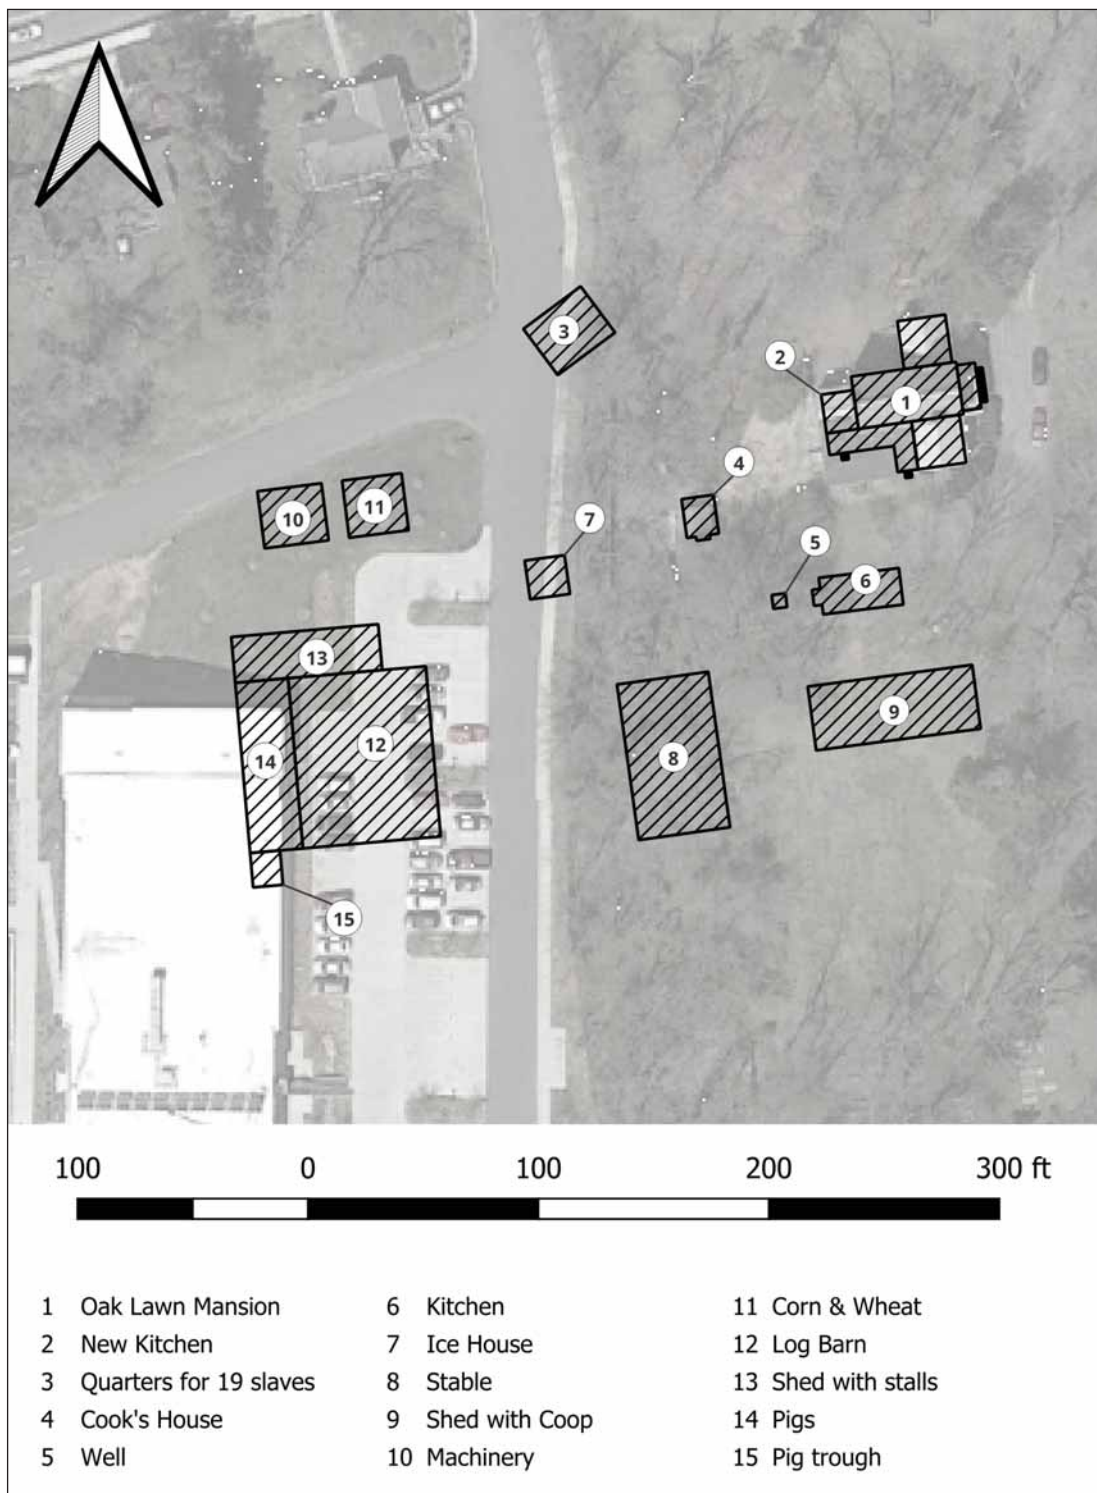 3
2
1
4
10
11
7
5
6
13
9
12
14
8
15
100 0 100 200 300 ft
1 Oak Lawn Mansion 6 Kitchen 11 Corn & Wheat
2 New Kitchen 7 Ice House 12 Log Barn
3 Quarters for 19 slaves 8 Stable 13 Shed with stalls
4 Cook's House 9 Shed with Coop 14 Pigs
5 Well 10 Machinery 15 Pig trough